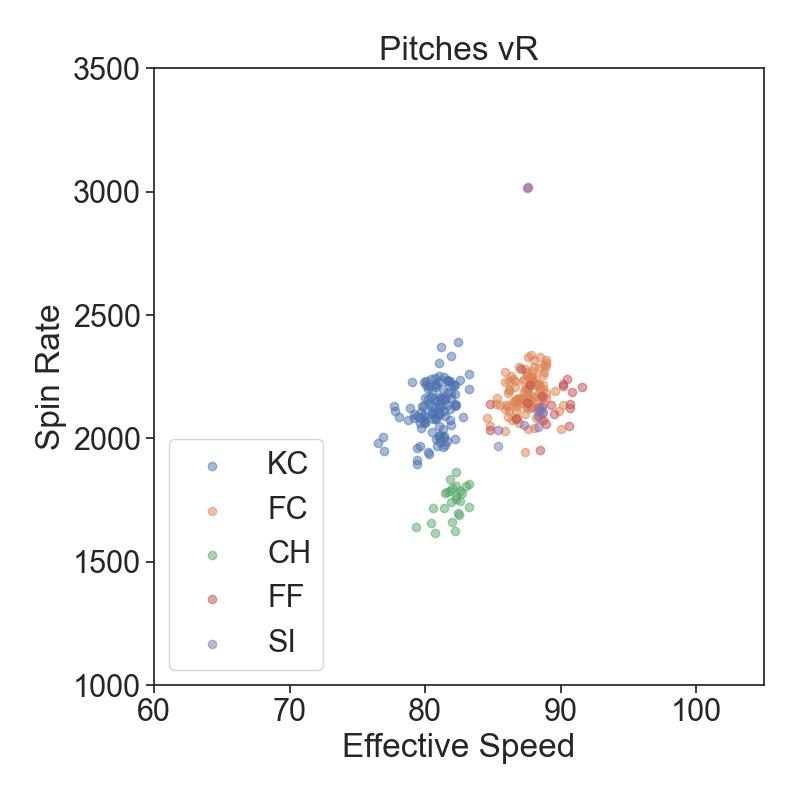 Pitches vR
3500
3000
2500
2000
1500
1000
Spin Rate
KC
FC
CH
FF
SI
60 70 80 90 100
Effective Speed